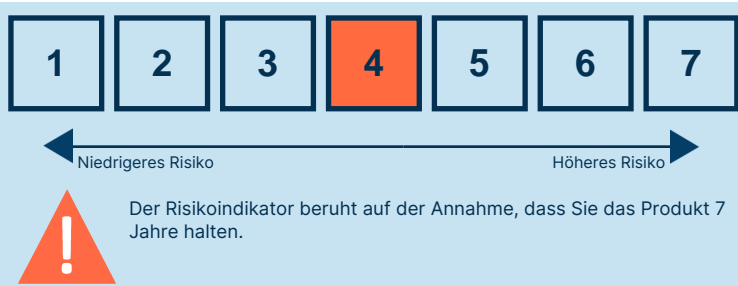 1 2 3 4 5 6 7
Niedrigeres Risiko Höheres Risiko
!
Der Risikoindikator beruht auf der Annahme, dass Sie das Produkt 7
Jahre halten.